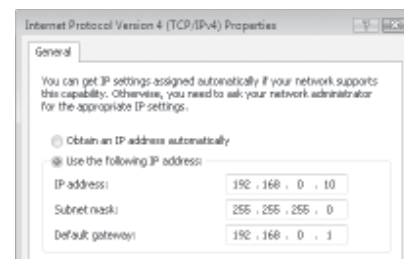 Internet Protocol Version 4 (TCP/IPv4) Properties
General
You can get IP settings assigned automatically if your network supports
this capability. Otherwise, you need to ask your network administrator
for the appropriate IP settings.
Obtain an IP address automatically
Use the following IP address:
IP address: 192 . 168 . 0 . 10
Subnet mask: 255 . 255 . 255 . 0
Default gateway: 192 . 168 . 0 . 1